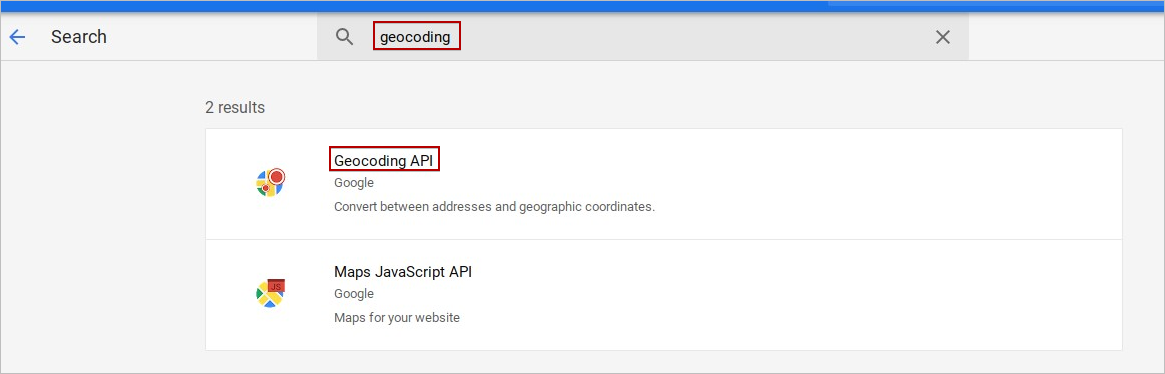 Search
geocoding
2 results
Geocoding API
Google
Convert between addresses and geographic coordinates.
JS
Maps JavaScript API
Google
Maps for your website